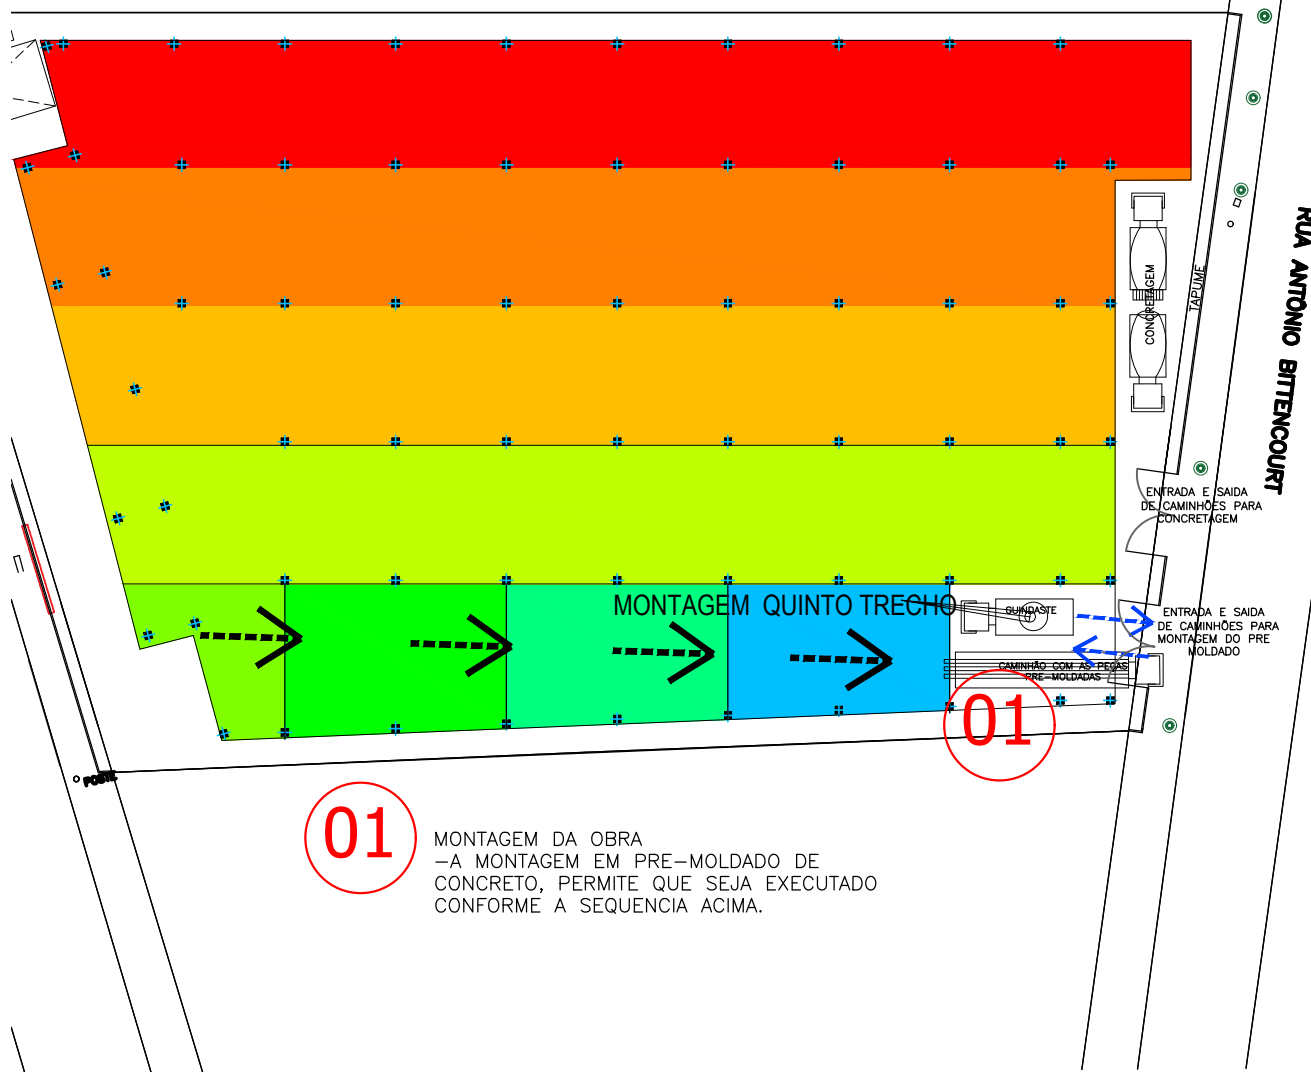 RUA ANTÔNIO BITTENCOURT
TAPUME
CONCRETAGEM
ENTRADA E SAIDA
DE CAMINHÕES PARA
CONCRETAGEM
MONTAGEM QUINTO TRECHO
GUINDASTE
ENTRADA E SAIDA
DE CAMINHÕES PARA
MONTAGEM DO PRE
MOLDADO
CAMINHÃO COM AS PEÇAS
PRE-MOLDADAS
01
POSTE
01
MONTAGEM DA OBRA
-A MONTAGEM EM PRE-MOLDADO DE
CONCRETO, PERMITE QUE SEJA EXECUTADO
CONFORME A SEQUENCIA ACIMA.